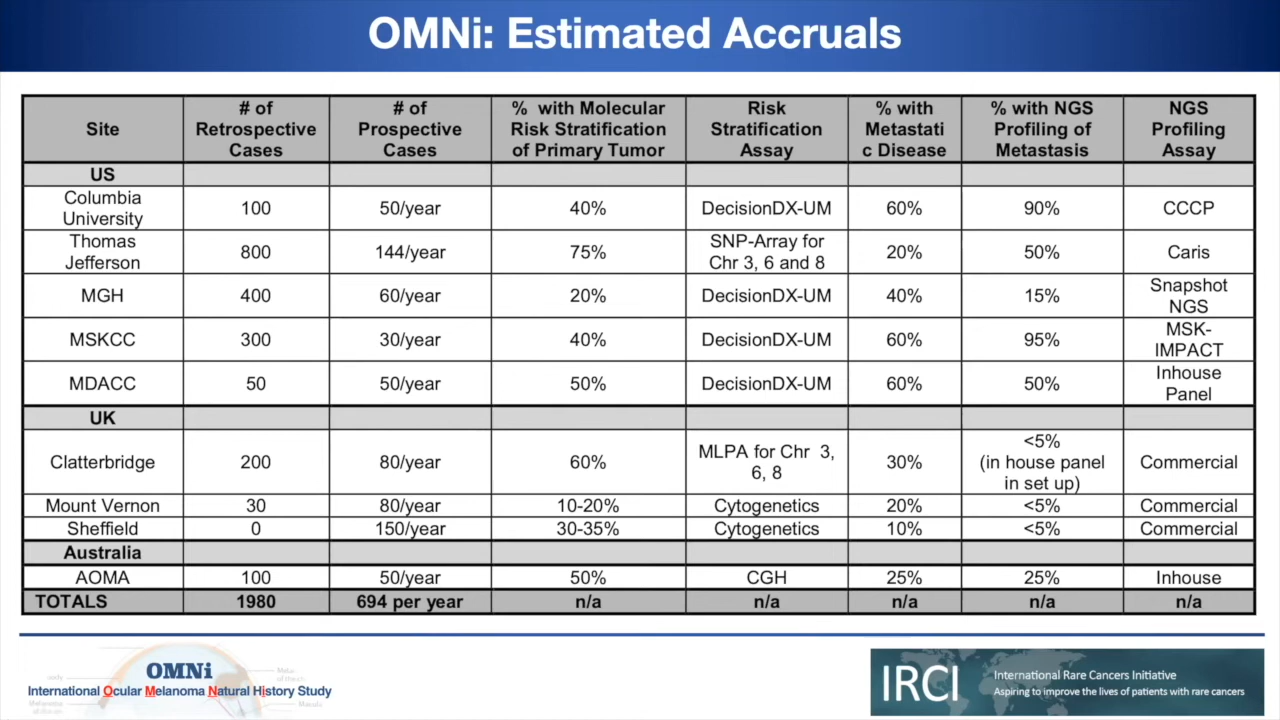 OMNi: Estimated Accruals
Site
# of
Retrospective
Cases
# of
Prospective
Cases
% with Molecular
Risk Stratification
of Primary Tumor
Risk
Stratification
Assay
% with
Metastati
c Disease
% with NGS
Profiling of
Metastasis
NGS
Profiling
Assay
US
Columbia
University
100
50/year
40%
DecisionDX-UM
60%
90%
CCCP
Thomas
Jefferson
800
144/year
75%
SNP-Array for
Chr 3, 6 and 8
20%
50%
Caris
MGH
400
60/year
20%
DecisionDX-UM
40%
15%
Snapshot
NGS
MSKCC
300
30/year
40%
DecisionDX-UM
60%
95%
MSK-
IMPACT
MDACC
50
50/year
50%
DecisionDX-UM
60%
50%
Inhouse
Panel
UK
Clatterbridge
200
80/year
60%
MLPA for Chr 3,
6, 8
30%
<5%
(in house panel
in set up)
Commercial
Mount Vernon
30
80/year
10-20%
Cytogenetics
20%
<5%
Commercial
Sheffield
0
150/year
30-35%
Cytogenetics
10%
<5%
Commercial
Australia
AOMA
100
50/year
50%
CGH
25%
25%
Inhouse
TOTALS
1980
694 per year
n/a
n/a
n/a
n/a
n/a
OMNi
International Ocular Melanoma Natural History Study
IRCI
International Rare Cancers Initiative
Aspiring to improve the lives of patients with rare cancers